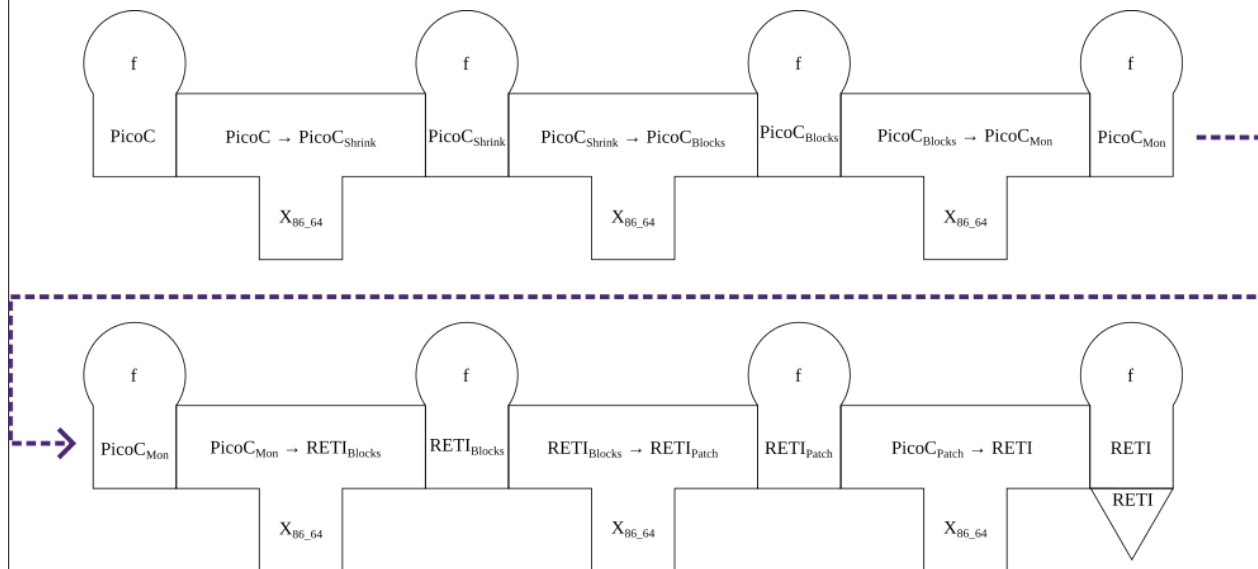 f
f
f
f
PicoC
PicoC → PicoC_Shrink
PicoC_Shrink
PicoC_Shrink → PicoC_Blocks
PicoC_Blocks
PicoC_Blocks → PicoC_Mon
PicoC_Mon
X_86_64
X_86_64
X_86_64
f
f
f
f
PicoC_Mon
PicoC_Mon → RETI_Blocks
RETI_Blocks
RETI_Blocks → RETI_Patch
RETI_Patch
PicoC_Patch → RETI
RETI
RETI
X_86_64
X_86_64
X_86_64